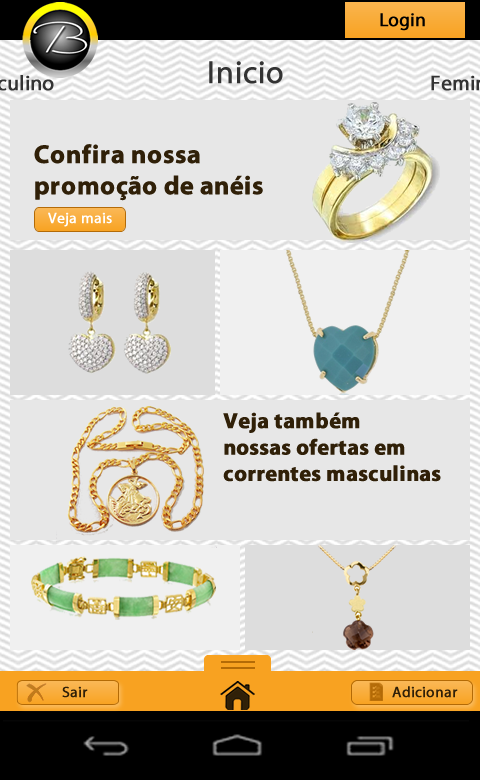 B
Login
culino
Inicio
Femin
Confira nossa
promoção de anéis
Veja mais
Veja também
nossas ofertas em
correntes masculinas
Sair
Adicionar